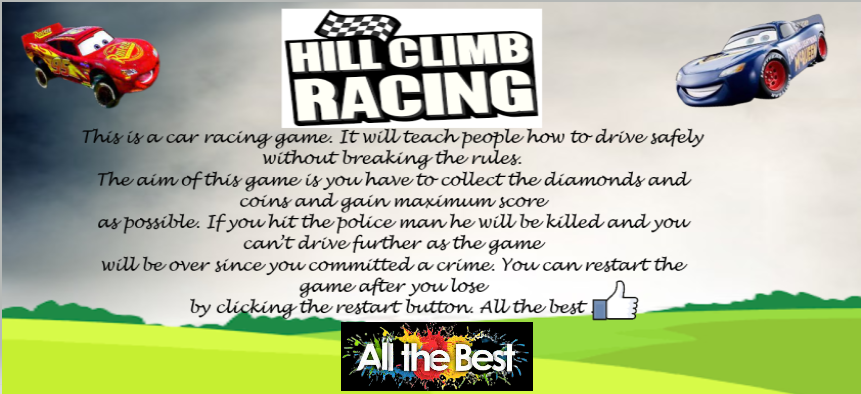 HILL CLIMB
RACING
This is a car racing game. It will teach people how to drive safely
without breaking the rules.
The aim of this game is you have to collect the diamonds and
coins and gain maximum score
as possible. If you hit the police man he will be killed and you
can't drive further as the game
will be over since you committed a crime. You can restart the
game after you lose
by clicking the restart button. All the best
All the Best